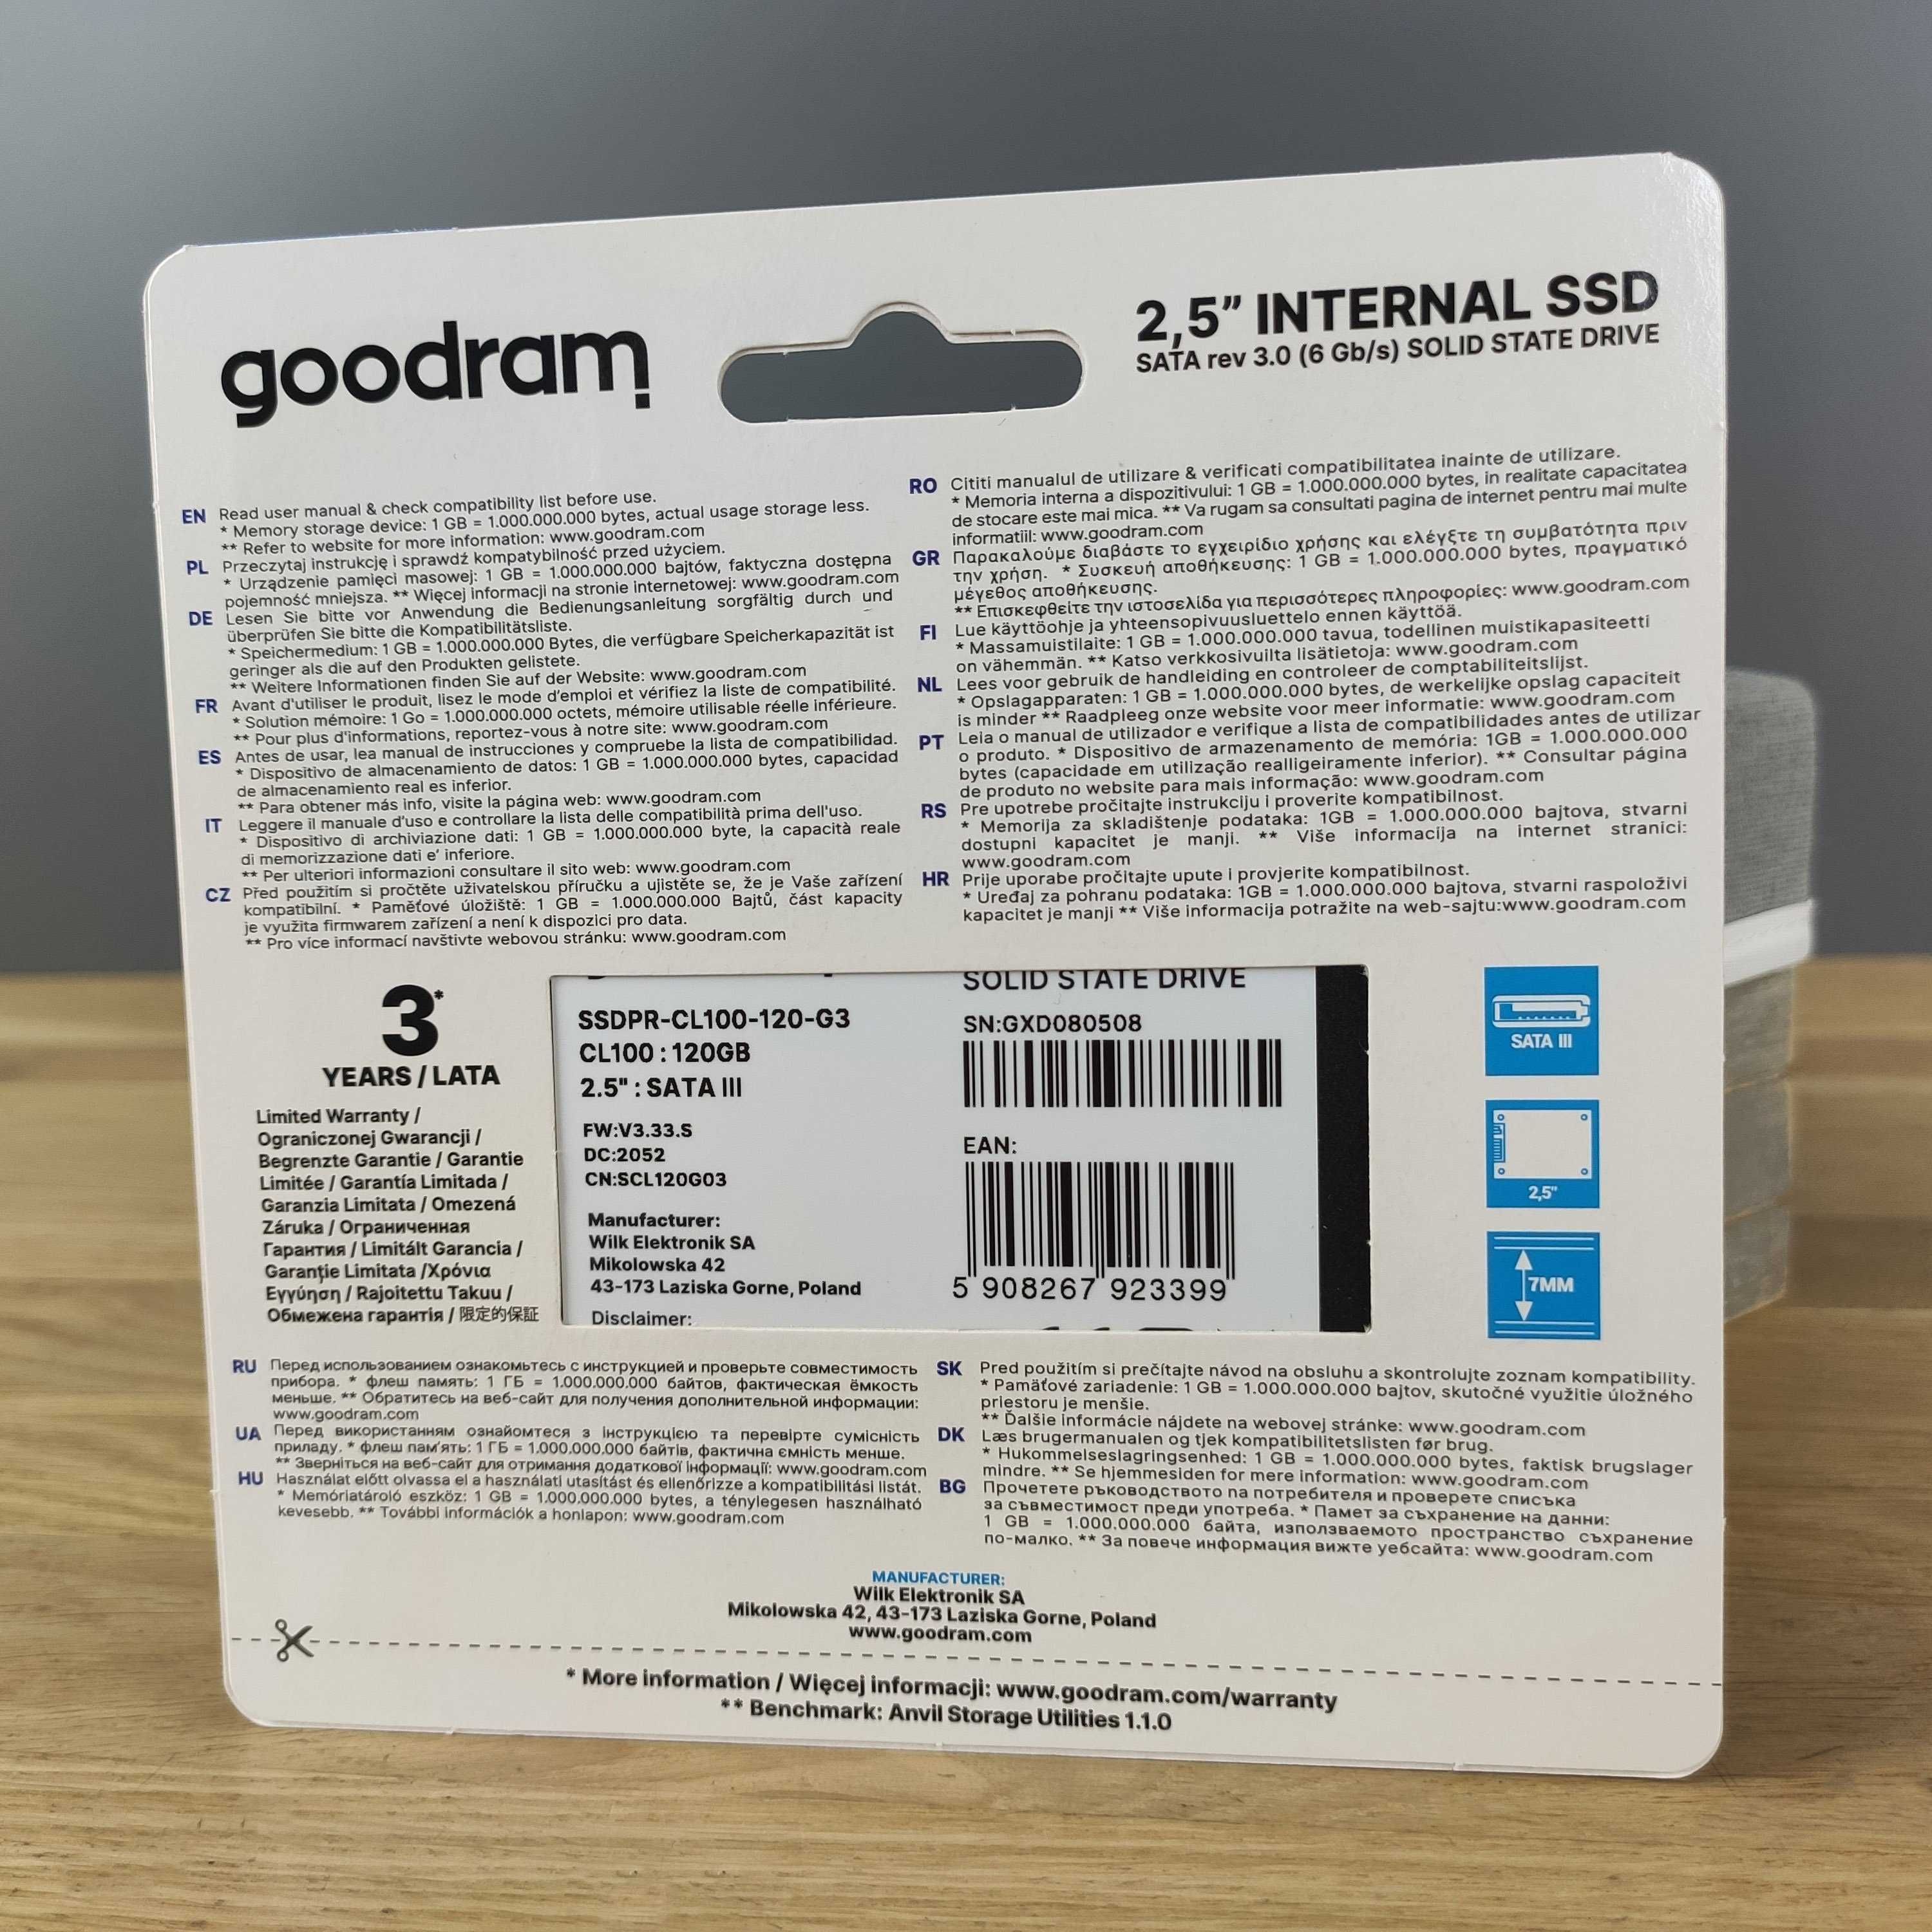 goodram
2,5” INTERNAL SSD
SATA rev 3.0 (6 Gb/s) SOLID STATE DRIVE
EN Read user manual & check compatibility list before use.
* Memory storage device: 1 GB = 1.000.000.000 bytes, actual usage storage less.
** Refer to website for more information: www.goodram.com
PL Przeczytaj instrukcję i sprawdź kompatybilność przed użyciem.
* Urządzenie pamięci masowej: 1 GB = 1.000.000.000 bajtów, faktyczna dostępna
pojemność mniejsza. ** Więcej informacji na stronie internetowej: www.goodram.com
DE Lesen Sie bitte vor Anwendung die Bedienungsanleitung sorgfältig durch und
überprüfen Sie bitte die Kompatibilitätsliste.
* Speichermedium: 1 GB = 1.000.000.000 Bytes, die verfügbare Speicherkapazität ist
geringer als die auf den Produkten gelistete.
** Weitere Informationen finden Sie auf der Website: www.goodram.com
FR Avant d'utiliser le produit, lisez le mode d'emploi et vérifiez la liste de compatibilité.
* Solution mémoire: 1 Go = 1.000.000.000 octets, mémoire utilisable réelle inférieure.
** Pour plus d'informations, reportez-vous à notre site: www.goodram.com
ES Antes de usar, lea manual de instrucciones y compruebe la lista de compatibilidad.
* Dispositivo de almacenamiento de datos: 1 GB = 1.000.000.000 bytes, capacidad
de almacenamiento real es inferior.
** Para obtener más info, visite la página web: www.goodram.com
IT Leggere il manuale d'uso e controllare la lista delle compatibilità prima dell'uso.
* Dispositivo di archiviazione dati: 1 GB = 1.000.000.000 byte, la capacità reale
di memorizzazione dati e' inferiore.
** Per ulteriori informazioni consultare il sito web: www.goodram.com
CZ Před použitím si pročtěte uživatelskou příručku a ujistěte se, že je Vaše zařízení
kompatibilní. * Paměťové úložiště: 1 GB = 1.000.000.000 Bajtů, část kapacity
je využita firmwarem zařízení a není k dispozici pro data.
** Pro více informací navštivte webovou stránku: www.goodram.com
RO Cititi manualul de utilizare & verificati compatibilitatea inainte de utilizare.
* Memoria interna a dispozitivului: 1 GB = 1.000.000.000 bytes, in realitate capacitatea
de stocare este mai mica. ** Va rugam sa consultati pagina de internet pentru mai multe
informatiil: www.goodram.com
GR Παρακαλούμε διαβάστε το εγχειρίδιο χρήσης και ελέγξτε τη συμβατότητα πριν
την χρήση. * Συσκευή αποθήκευσης: 1 GB = 1.000.000.000 bytes, πραγματικό
μέγεθος αποθήκευσης.
** Επισκεφθείτε την ιστοσελίδα για περισσότερες πληροφορίες: www.goodram.com
FI Lue käyttöohje ja yhteensopivuusluettelo ennen käyttöä.
* Massamuistilaite: 1 GB = 1.000.000.000 tavua, todellinen muistikapasiteetti
on vähemmän. ** Katso verkkosivuilta lisätietoja: www.goodram.com
NL Lees voor gebruik de handleiding en controleer de comptabiliteitslijst.
* Opslagapparaten: 1 GB = 1.000.000.000 bytes, de werkelijke opslag capaciteit
is minder ** Raadpleeg onze website voor meer informatie: www.goodram.com
PT Leia o manual de utilizador e verifique a lista de compatibilidades antes de utilizar
o produto. * Dispositivo de armazenamento de memória: 1GB = 1.000.000.000
bytes (capacidade em utilização realligeiramente inferior). ** Consultar página
de produto no website para mais informação: www.goodram.com
RS Pre upotrebe pročitajte instrukciju i proverite kompatibilnost.
* Memorija za skladištenje podataka: 1GB = 1.000.000.000 bajtova, stvarni
dostupni kapacitet je manji. ** Više informacija na internet stranici:
www.goodram.com
HR Prije uporabe pročitajte upute i provjerite kompatibilnost.
* Uređaj za pohranu podataka: 1GB = 1.000.000.000 bajtova, stvarni raspoloživi
kapacitet je manji ** Više informacija potražite na web-sajtu:www.goodram.com
3*
YEARS / LATA
Limited Warranty /
Ograniczonej Gwarancji /
Begrenzte Garantie / Garantie
Limitée / Garantía Limitada /
Garanzia Limitata / Omezená
Záruka / Ограниченная
Гарантия / Limitált Garancia /
Garanţie Limitata /Χρόνια
Εγγύηση / Rajoitettu Takuu /
Обмежена гарантія / 限定的保証
SSDPR-CL100-120-G3
CL100 : 120GB
2.5" : SATA III
FW:V3.33.S
DC:2052
CN:SCL120G03
Manufacturer:
Wilk Elektronik SA
Mikolowska 42
43-173 Laziska Gorne, Poland
Disclaimer:
SOLID STATE DRIVE
SN:GXD080508
EAN:
5 908267 923399
SATA III
2,5"
7MM
RU Перед использованием ознакомьтесь с инструкцией и проверьте совместимость
прибора. * флеш память: 1 ГБ = 1.000.000.000 байтов, фактическая ёмкость
меньше. ** Обратитесь на веб-сайт для получения дополнительной информации:
www.goodram.com
UA Перед використанням ознайомтеся з інструкцією та перевірте сумісність
приладу. * флеш пам'ять: 1 ГБ = 1.000.000.000 байтів, фактична ємність менше.
** Зверніться на веб-сайт для отримання додаткової інформації: www.goodram.com
HU Használat előtt olvassa el a használati utasítást és ellenőrizze a kompatibilitási listát.
* Memóriatároló eszköz: 1 GB = 1.000.000.000 bytes, a ténylegesen használható
kevesebb. ** További információk a honlapon: www.goodram.com
SK Pred použitím si prečítajte návod na obsluhu a skontrolujte zoznam kompatibility.
* Pamäťové zariadenie: 1 GB = 1.000.000.000 bajtov, skutočné využitie úložného
priestoru je menšie.
** Ďalšie informácie nájdete na webovej stránke: www.goodram.com
DK Læs brugermanualen og tjek kompatibilitetslisten før brug.
* Hukommelseslagringsenhed: 1 GB = 1.000.000.000 bytes, faktisk brugslager
mindre. ** Se hjemmesiden for mere information: www.goodram.com
BG Прочетете ръководството на потребителя и проверете списъка
за съвместимост преди употреба. * Памет за съхранение на данни:
1 GB = 1.000.000.000 байта, използваемото пространство съхранение
по-малко. ** За повече информация вижте уебсайта: www.goodram.com
MANUFACTURER:
Wilk Elektronik SA
Mikolowska 42, 43-173 Laziska Gorne, Poland
www.goodram.com
* More information / Więcej informacji: www.goodram.com/warranty
** Benchmark: Anvil Storage Utilities 1.1.0